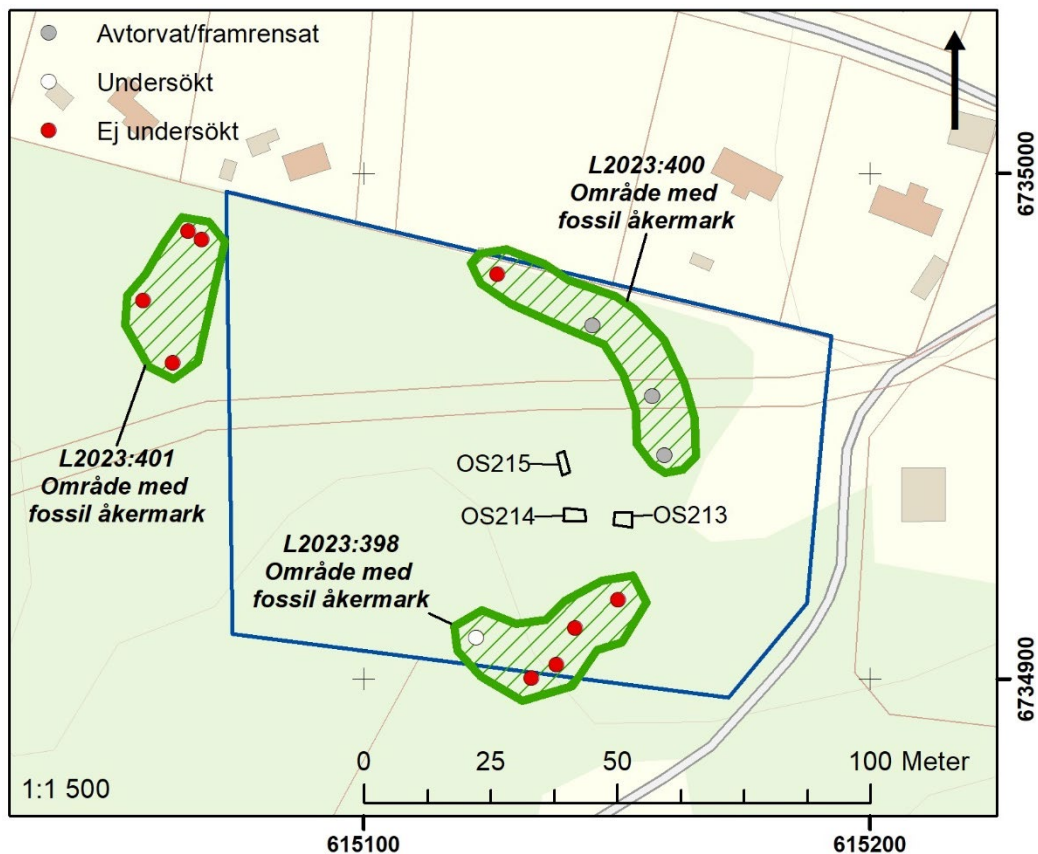 Avtorvat/framrensat
Undersökt
Ej undersökt
L2023:400
Område med
fossil åkermark
6735000
L2023:401
Område med
fossil åkermark
OS215
OS214
OS213
L2023:398
Område med
fossil åkermark
6734900
0 25 50 100 Meter
1:1 500
615100 615200